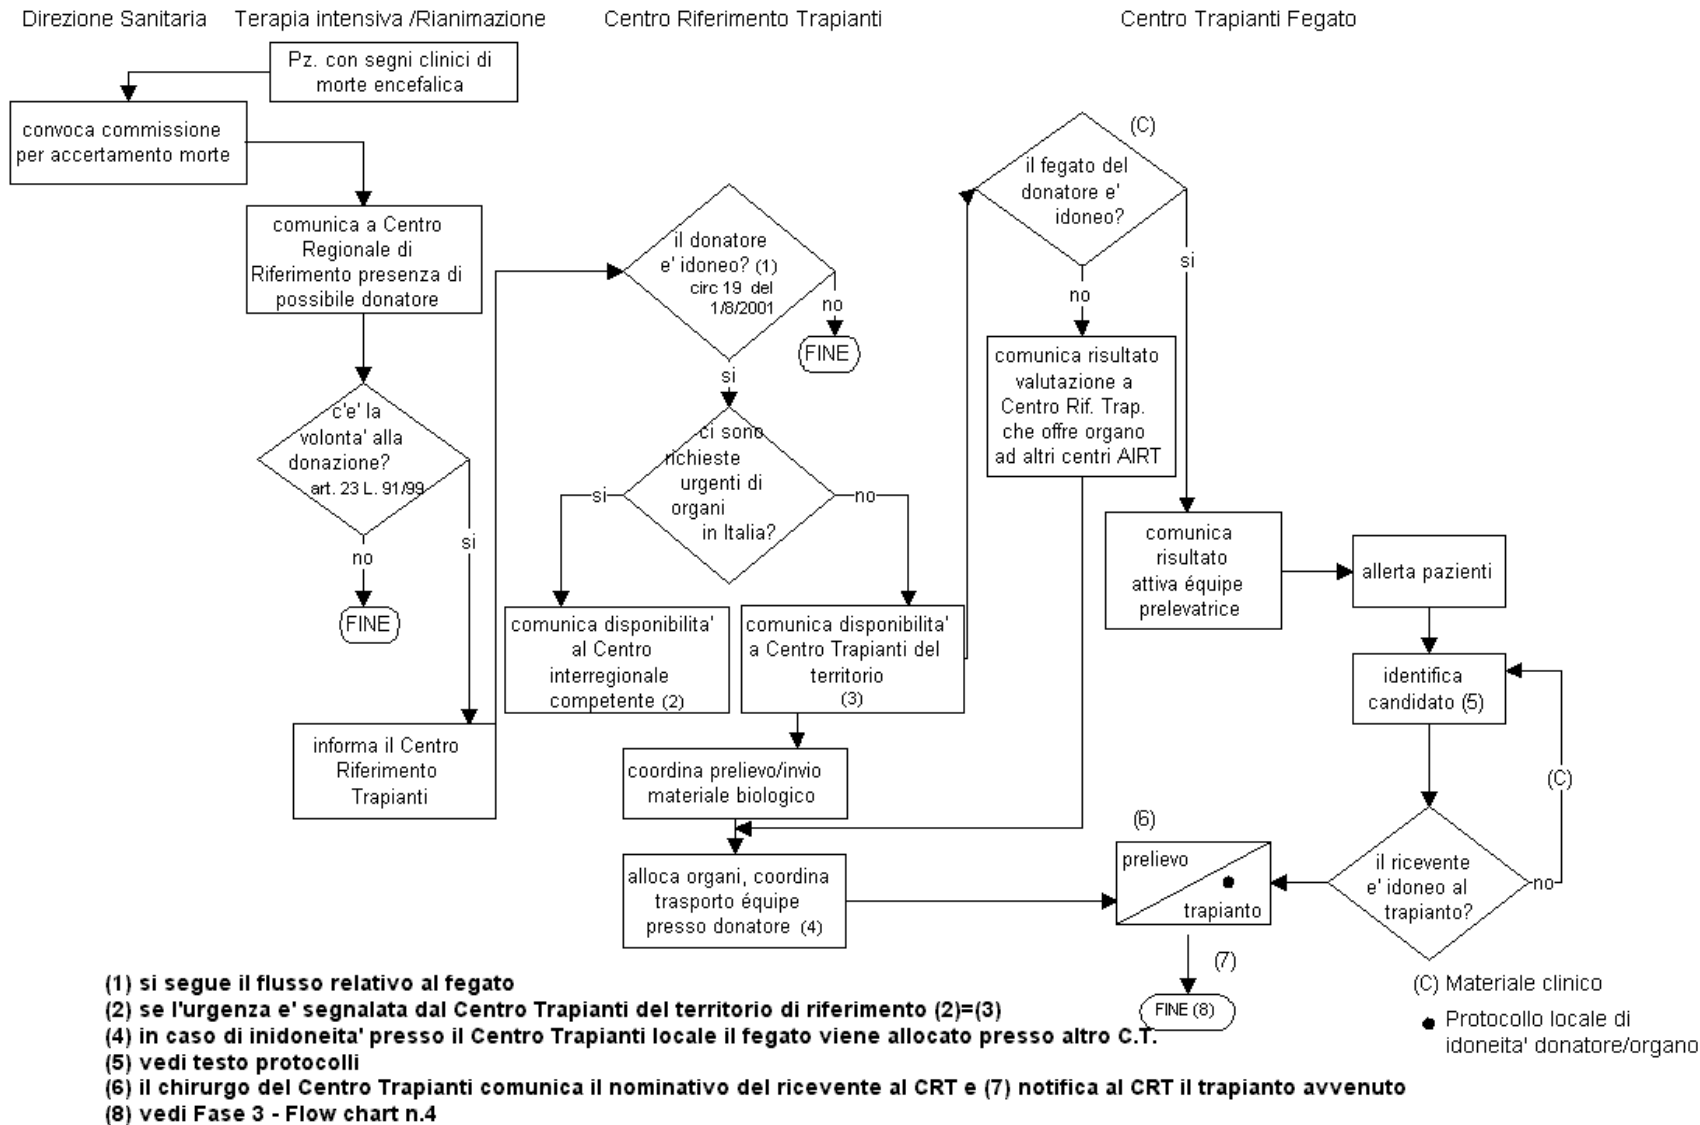 Direzione Sanitaria
Terapia intensiva /Rianimazione
Centro Riferimento Trapianti
Centro Trapianti Fegato
Pz. con segni clinici di
morte encefalica
convoca commissione
per accertamento morte
comunica a Centro
Regionale di
Riferimento presenza di
possibile donatore
c'e' la
volonta' alla
donazione?
art. 23 L. 91/99
no
si
FINE
informa il Centro
Riferimento
Trapianti
il donatore
e' idoneo? (1)
circ 19 del
1/8/2001
no
FINE
si
ci sono
richieste
urgenti di
organi
in Italia?
si
no
comunica disponibilita'
al Centro
interregionale
competente (2)
comunica disponibilita'
a Centro Trapianti del
territorio
(3)
coordina prelievo/invio
materiale biologico
alloca organi, coordina
trasporto équipe
presso donatore (4)
(C)
il fegato del
donatore e'
idoneo?
si
no
comunica risultato
valutazione a
Centro Rif. Trap.
che offre organo
ad altri centri AIRT
comunica
risultato
attiva équipe
prelevatrice
allerta pazienti
identifica
candidato (5)
(C)
il ricevente
e' idoneo al
trapianto?
no
(6)
prelievo
trapianto
(7)
FINE (8)
(C) Materiale clinico
● Protocollo locale di
idoneita' donatore/organo
(1) si segue il flusso relativo al fegato
(2) se l'urgenza e' segnalata dal Centro Trapianti del territorio di riferimento (2)=(3)
(4) in caso di inidoneita' presso il Centro Trapianti locale il fegato viene allocato presso altro C.T.
(5) vedi testo protocolli
(6) il chirurgo del Centro Trapianti comunica il nominativo del ricevente al CRT e (7) notifica al CRT il trapianto avvenuto
(8) vedi Fase 3 - Flow chart n.4